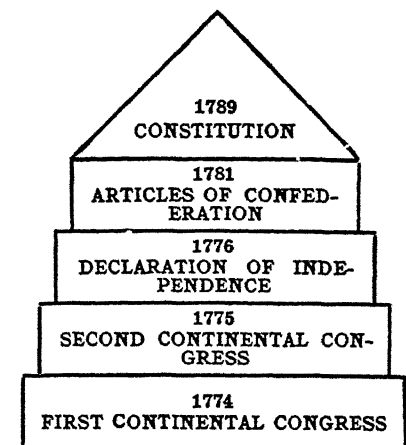 1789
CONSTITUTION
1781
ARTICLES OF CONFED-
ERATION
1776
DECLARATION OF INDE-
PENDENCE
1775
SECOND CONTINENTAL CON-
GRESS
1774
FIRST CONTINENTAL CONGRESS